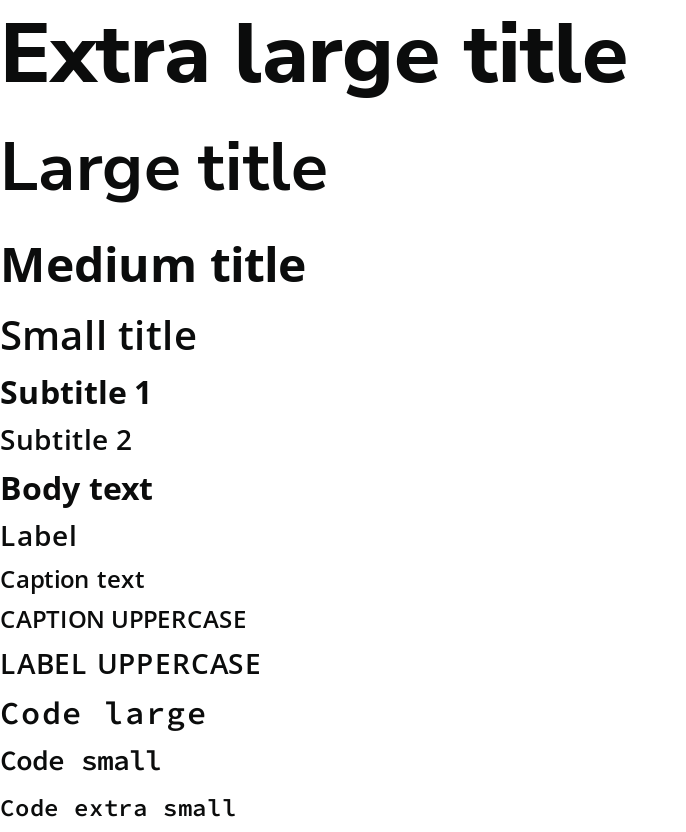 Extra large title
Large title
Medium title
Small title
Subtitle 1
Subtitle 2
Body text
Label
Caption text
CAPTION UPPERCASE
LABEL UPPERCASE
Code large
Code small
Code extra small